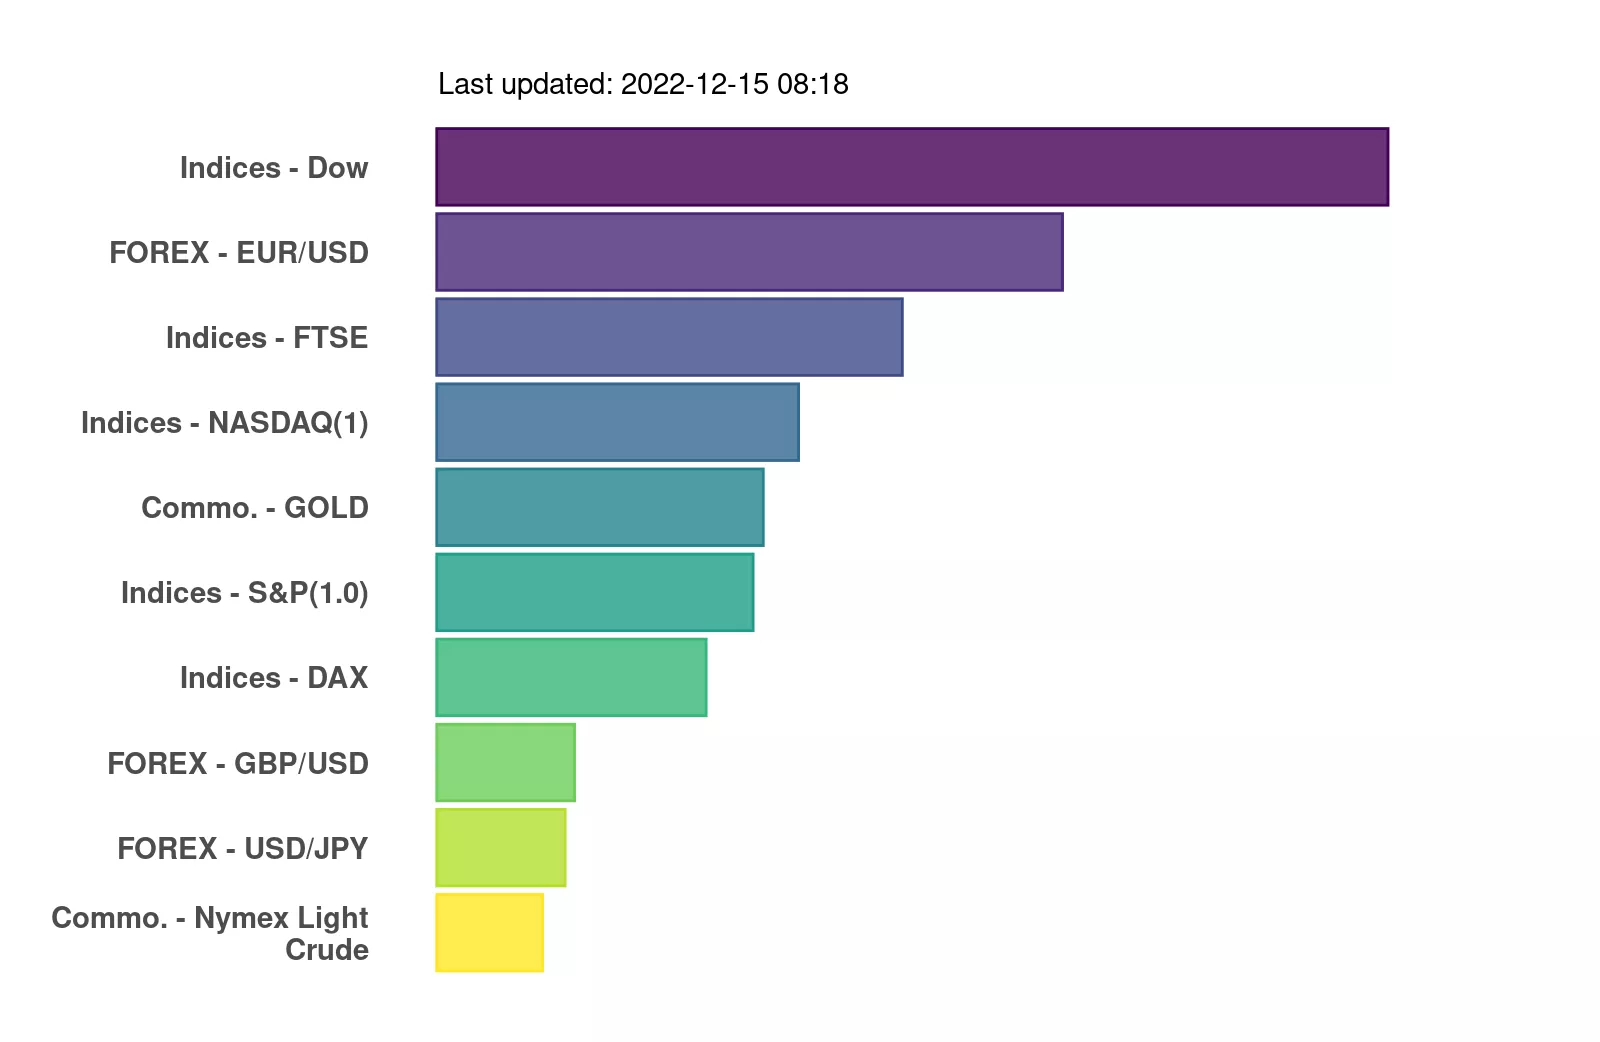 Last updated: 2022-12-15 08:18
Indices - Dow
FOREX - EUR/USD
Indices - FTSE
Indices - NASDAQ(1)
Commo. - GOLD
Indices - S&P(1.0)
Indices - DAX
FOREX - GBP/USD
FOREX - USD/JPY
Commo. - Nymex Light
Crude